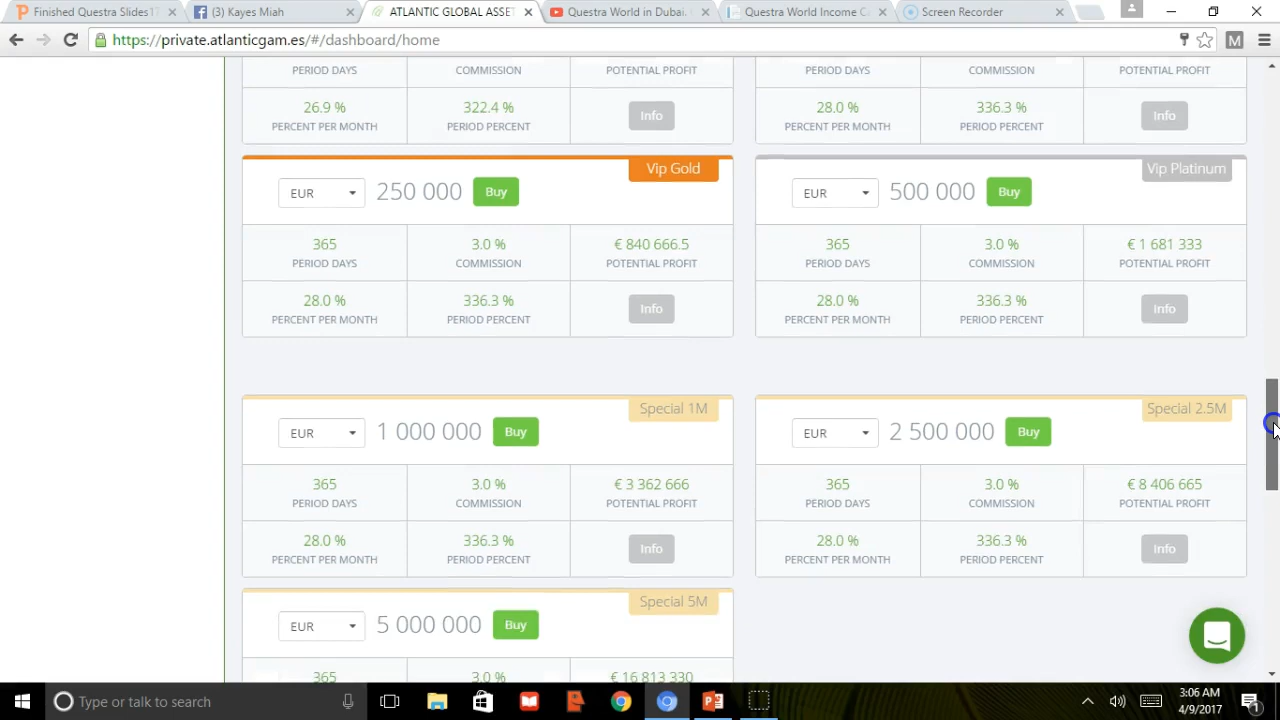 Finished Questra Slides 1T
(3) Kayes Miah
ATLANTIC GLOBAL ASSET
Questra World in Dubai.
Questra World Income Ca
Screen Recorder
https://private.atlanticgam.es/#/dashboard/home
M
PERIOD DAYS COMMISSION POTENTIAL PROFIT PERIOD DAYS COMMISSION POTENTIAL PROFIT
26.9 % 322.4 % Info 28.0 % 336.3 % Info
PERCENT PER MONTH PERIOD PERCENT PERCENT PER MONTH PERIOD PERCENT
Vip Gold Vip Platinum
EUR 250 000 Buy EUR 500 000 Buy
365 3.0 % € 840 666.5 365 3.0 % € 1 681 333
PERIOD DAYS COMMISSION POTENTIAL PROFIT PERIOD DAYS COMMISSION POTENTIAL PROFIT
28.0 % 336.3 % Info 28.0 % 336.3 % Info
PERCENT PER MONTH PERIOD PERCENT PERCENT PER MONTH PERIOD PERCENT
Special 1M Special 2.5M
EUR 1 000 000 Buy EUR 2 500 000 Buy
365 3.0 % € 3 362 666 365 3.0 % € 8 406 665
PERIOD DAYS COMMISSION POTENTIAL PROFIT PERIOD DAYS COMMISSION POTENTIAL PROFIT
28.0 % 336.3 % Info 28.0 % 336.3 % Info
PERCENT PER MONTH PERIOD PERCENT PERCENT PER MONTH PERIOD PERCENT
Special 5M
EUR 5 000 000 Buy
365 3.0 % € 16 813 330
Type or talk to search
3:06 AM
4/9/2017
1